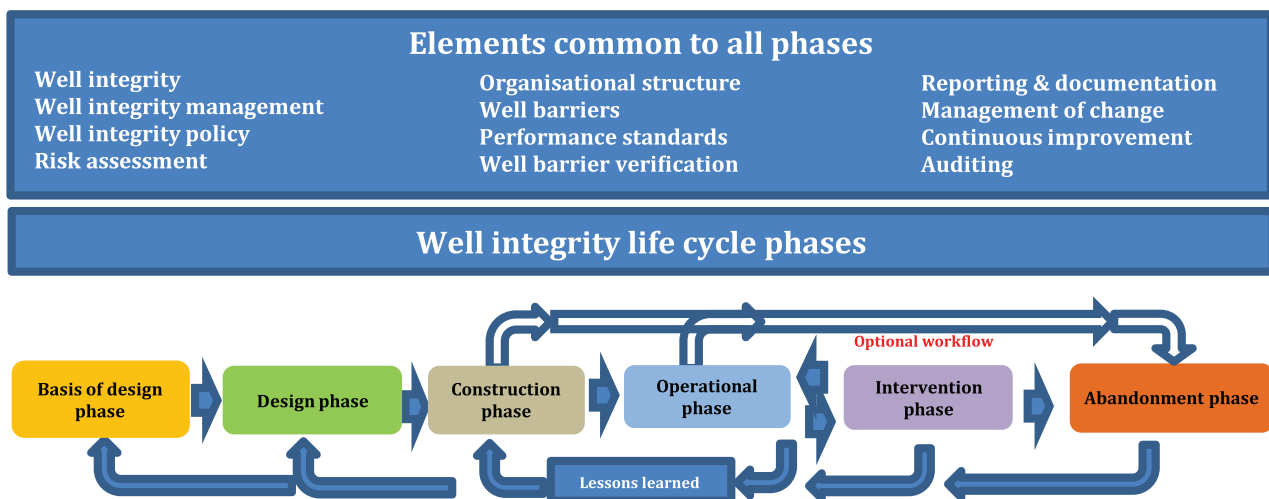 Elements common to all phases
Well integrity
Well integrity management
Well integrity policy
Risk assessment
Organisational structure
Well barriers
Performance standards
Well barrier verification
Reporting & documentation
Management of change
Continuous improvement
Auditing
Well integrity life cycle phases
Optional workflow
Basis of design
phase
Design phase
Construction
phase
Operational
phase
Intervention
phase
Abandonment phase
Lessons learned